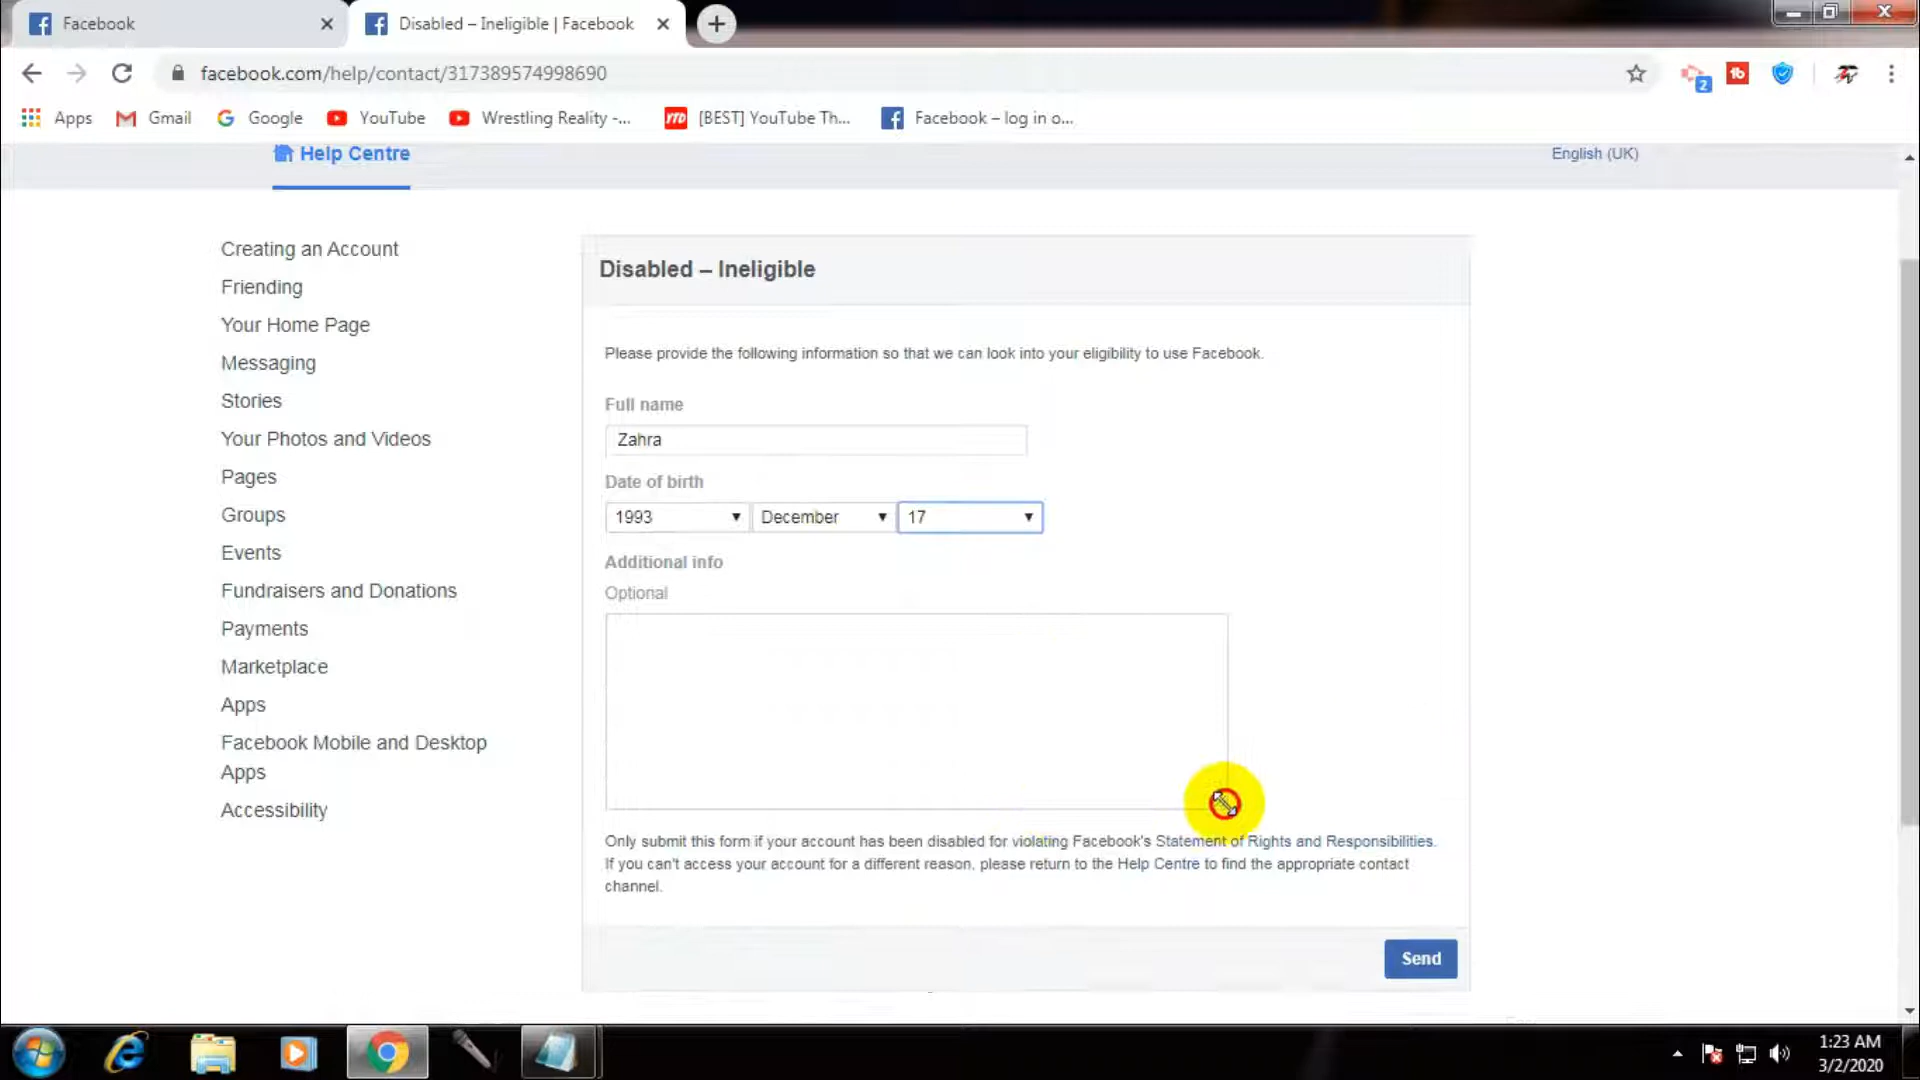 Facebook
Disabled – Ineligible | Facebook
facebook.com/help/contact/317389574998690
2
Apps
Gmail
Google
YouTube
Wrestling Reality -...
YTD
[BEST] YouTube Th...
Facebook – log in o...
Help Centre
English (UK)
Creating an Account
Friending
Your Home Page
Messaging
Stories
Your Photos and Videos
Pages
Groups
Events
Fundraisers and Donations
Payments
Marketplace
Apps
Facebook Mobile and Desktop
Apps
Accessibility
Disabled – Ineligible
Please provide the following information so that we can look into your eligibility to use Facebook.
Full name
Zahra
Date of birth
1993 December 17
Additional info
Optional
Only submit this form if your account has been disabled for violating Facebook's Statement of Rights and Responsibilities.
If you can't access your account for a different reason, please return to the Help Centre to find the appropriate contact
channel.
Send
1:23 AM
3/2/2020